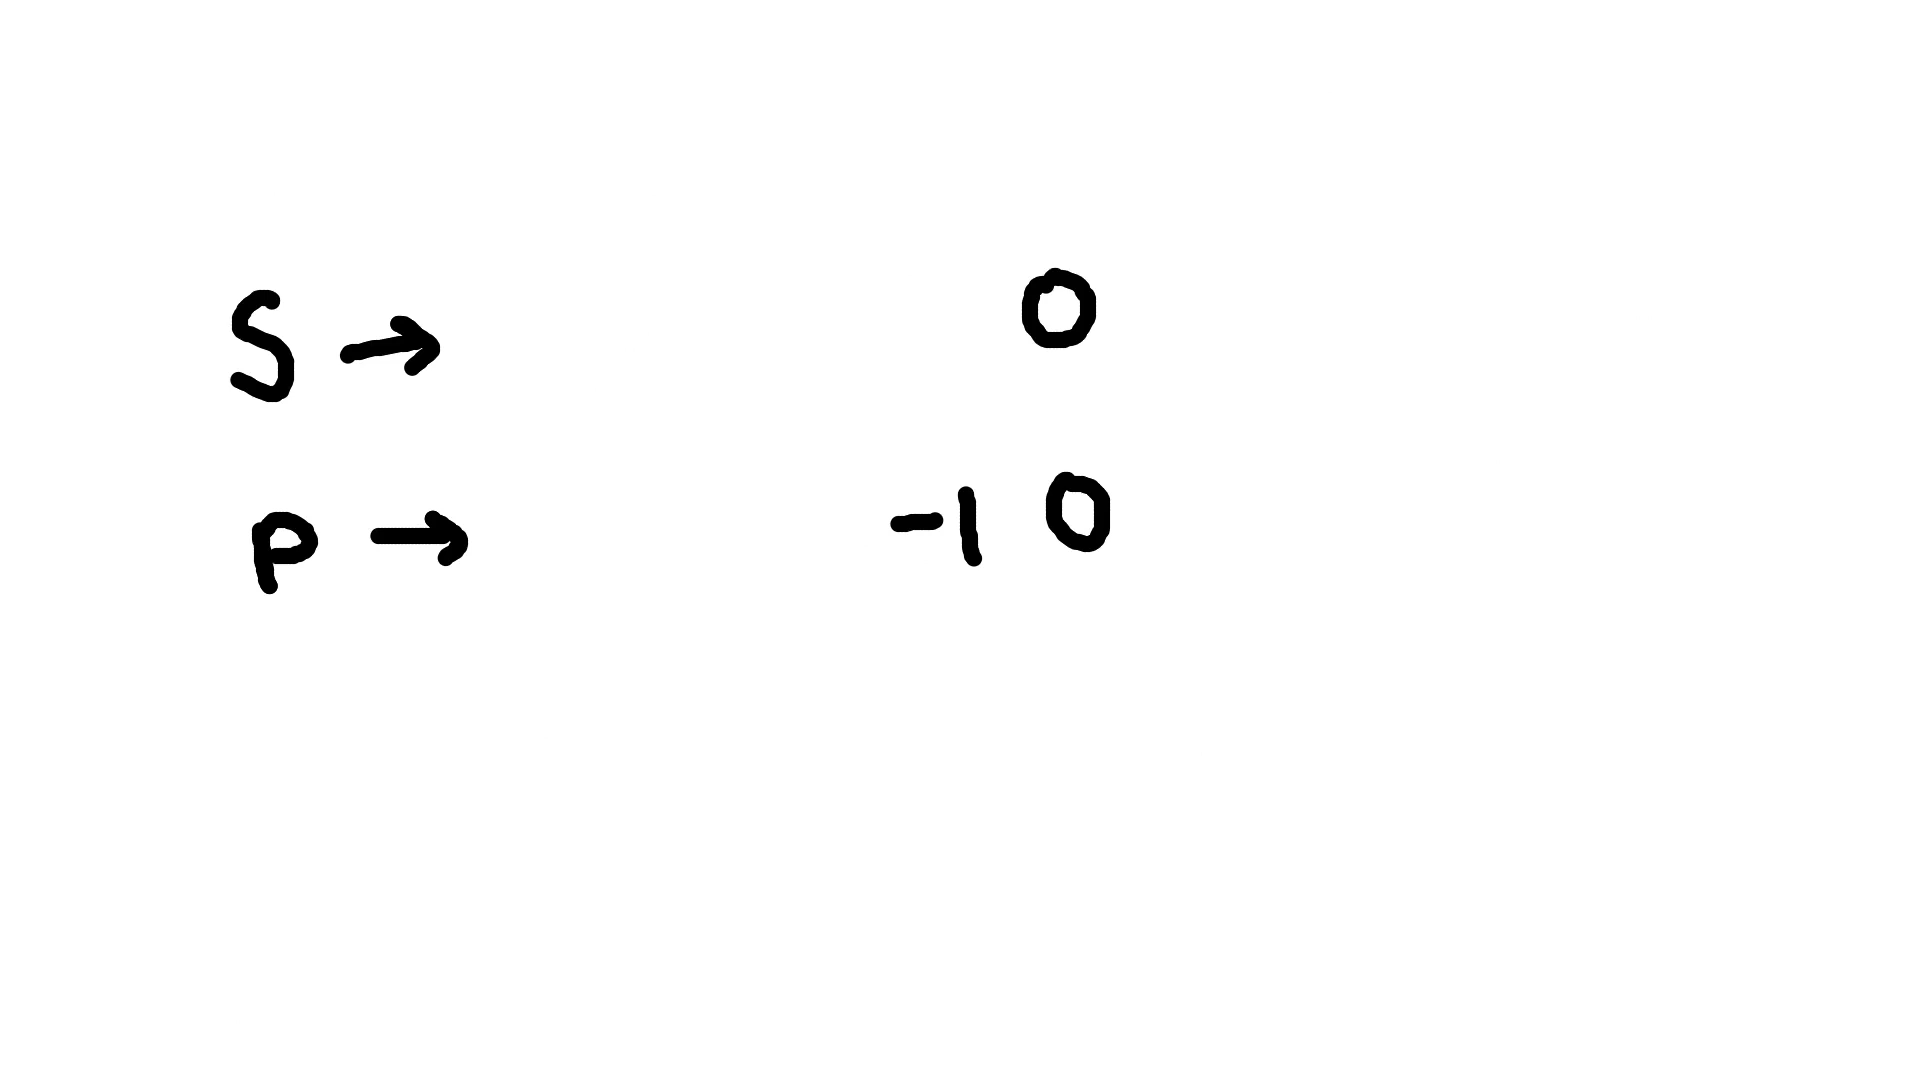 S → 0
p → -1 0